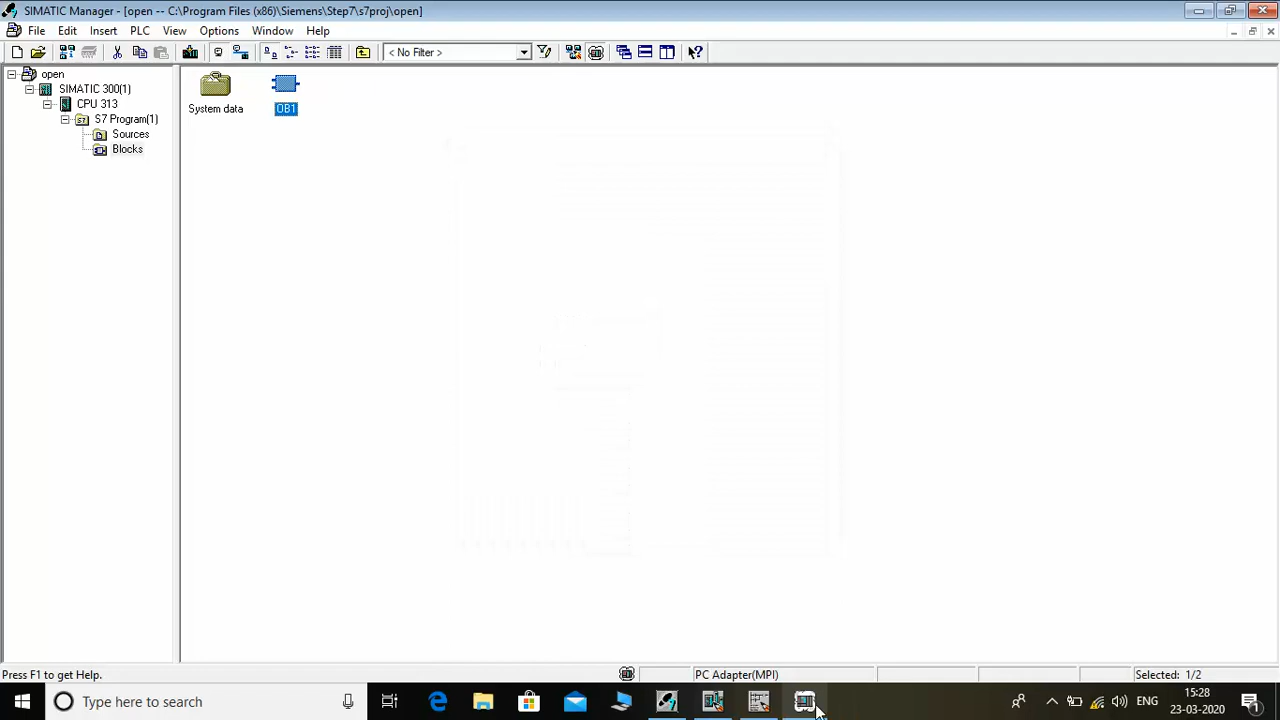 SIMATIC Manager - [open -- C:\Program Files (x86)\Siemens\Step7\s7proj\open]
File Edit Insert PLC View Options Window Help
< No Filter >
open
SIMATIC 300(1)
CPU 313
S7 Program(1)
Sources
Blocks
System data
OB1
Press F1 to get Help.
PC Adapter(MPI)
Selected: 1/2
Type here to search
ENG
15:28
23-03-2020
1